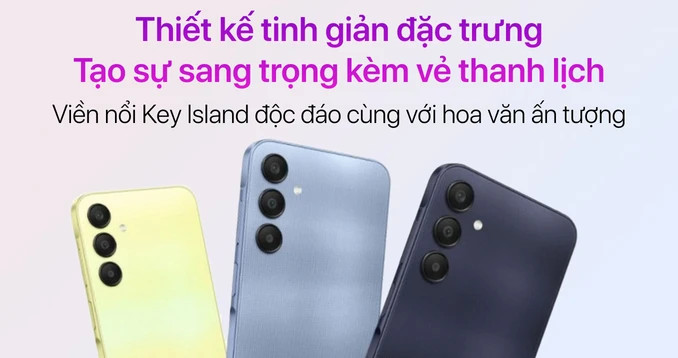 Thiết kế tinh giản đặc trưng
Tạo sự sang trọng kèm vẻ thanh lịch
Viền nổi Key Island độc đáo cùng với hoa văn ấn tượng